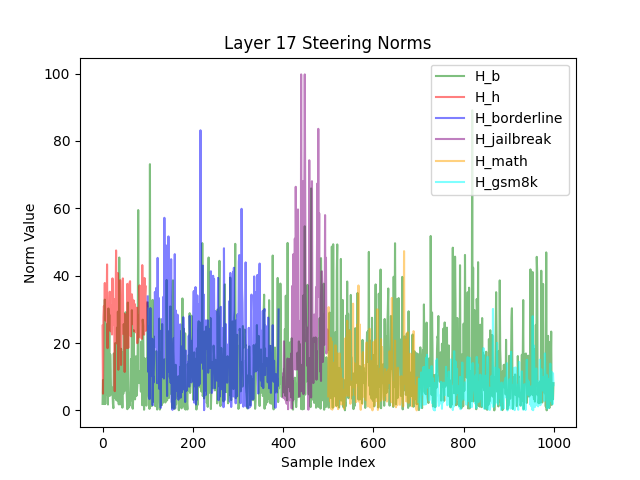 Layer 17 Steering Norms
H_b
H_h
H_borderline
H_jailbreak
H_math
H_gsm8k
Norm Value
100
80
60
40
20
0
0 200 400 600 800 1000
Sample Index